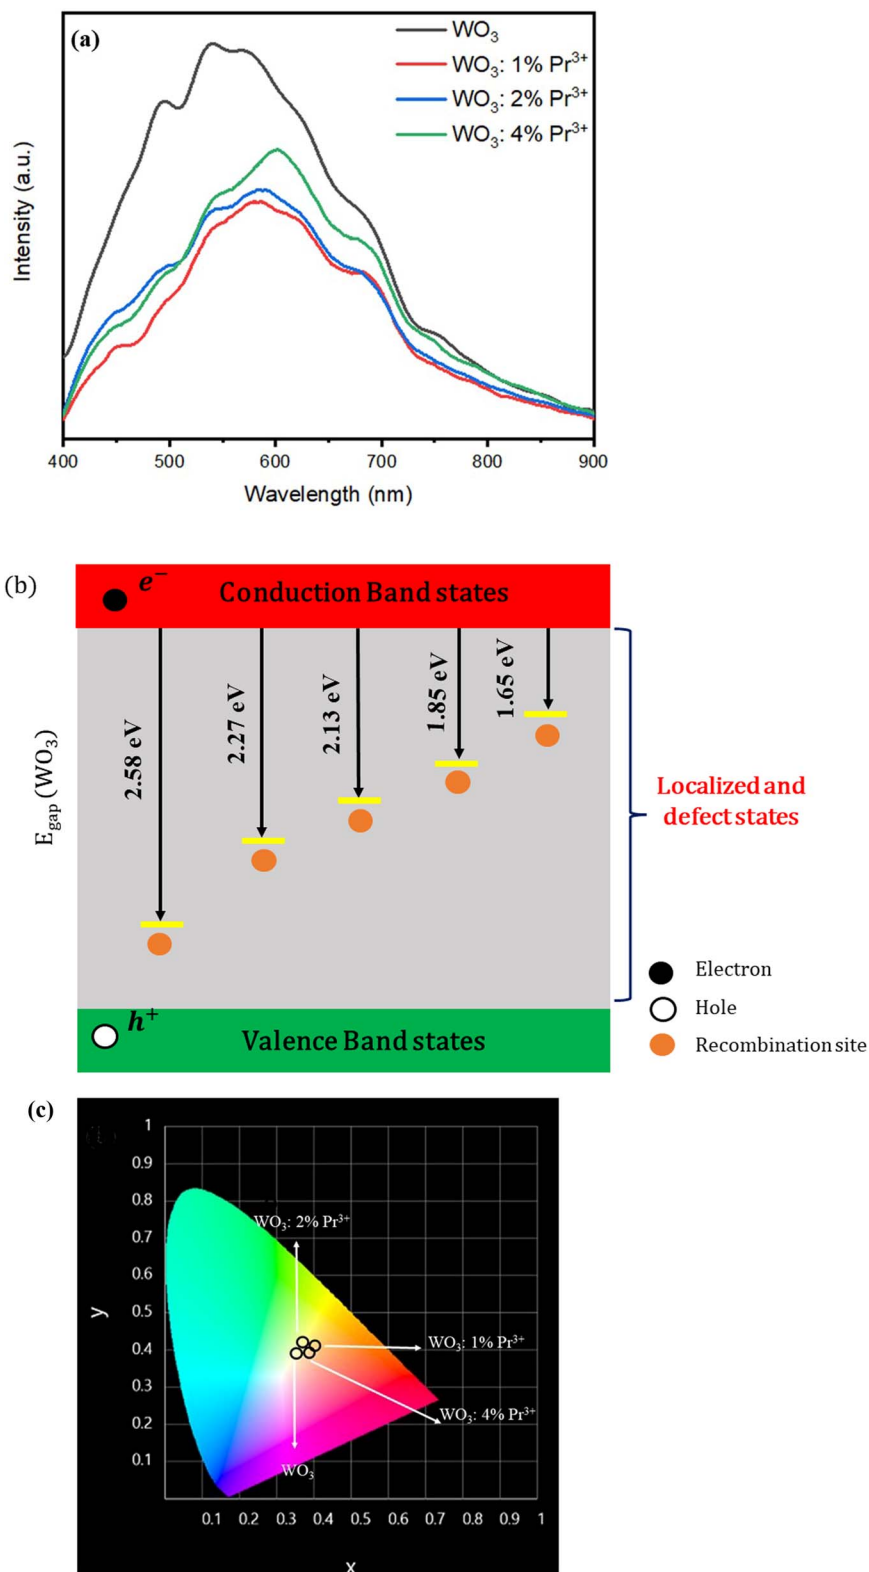 (a)
WO₃
WO₃: 1% Pr³⁺
WO₃: 2% Pr³⁺
WO₃: 4% Pr³⁺
Intensity (a.u.)
400 500 600 700 800 900
Wavelength (nm)
(b)
e⁻
Conduction Band states
2.58 eV
2.27 eV
2.13 eV
1.85 eV
1.65 eV
E_gap (WO₃)
Localized and
defect states
Electron
Hole
Recombination site
h⁺
Valence Band states
(c)
1
0.9
0.8
0.7
0.6
0.5
0.4
0.3
0.2
0.1
y
WO₃: 2% Pr³⁺
WO₃: 1% Pr³⁺
WO₃: 4% Pr³⁺
WO₃
0.1 0.2 0.3 0.4 0.5 0.6 0.7 0.8 0.9 1
x